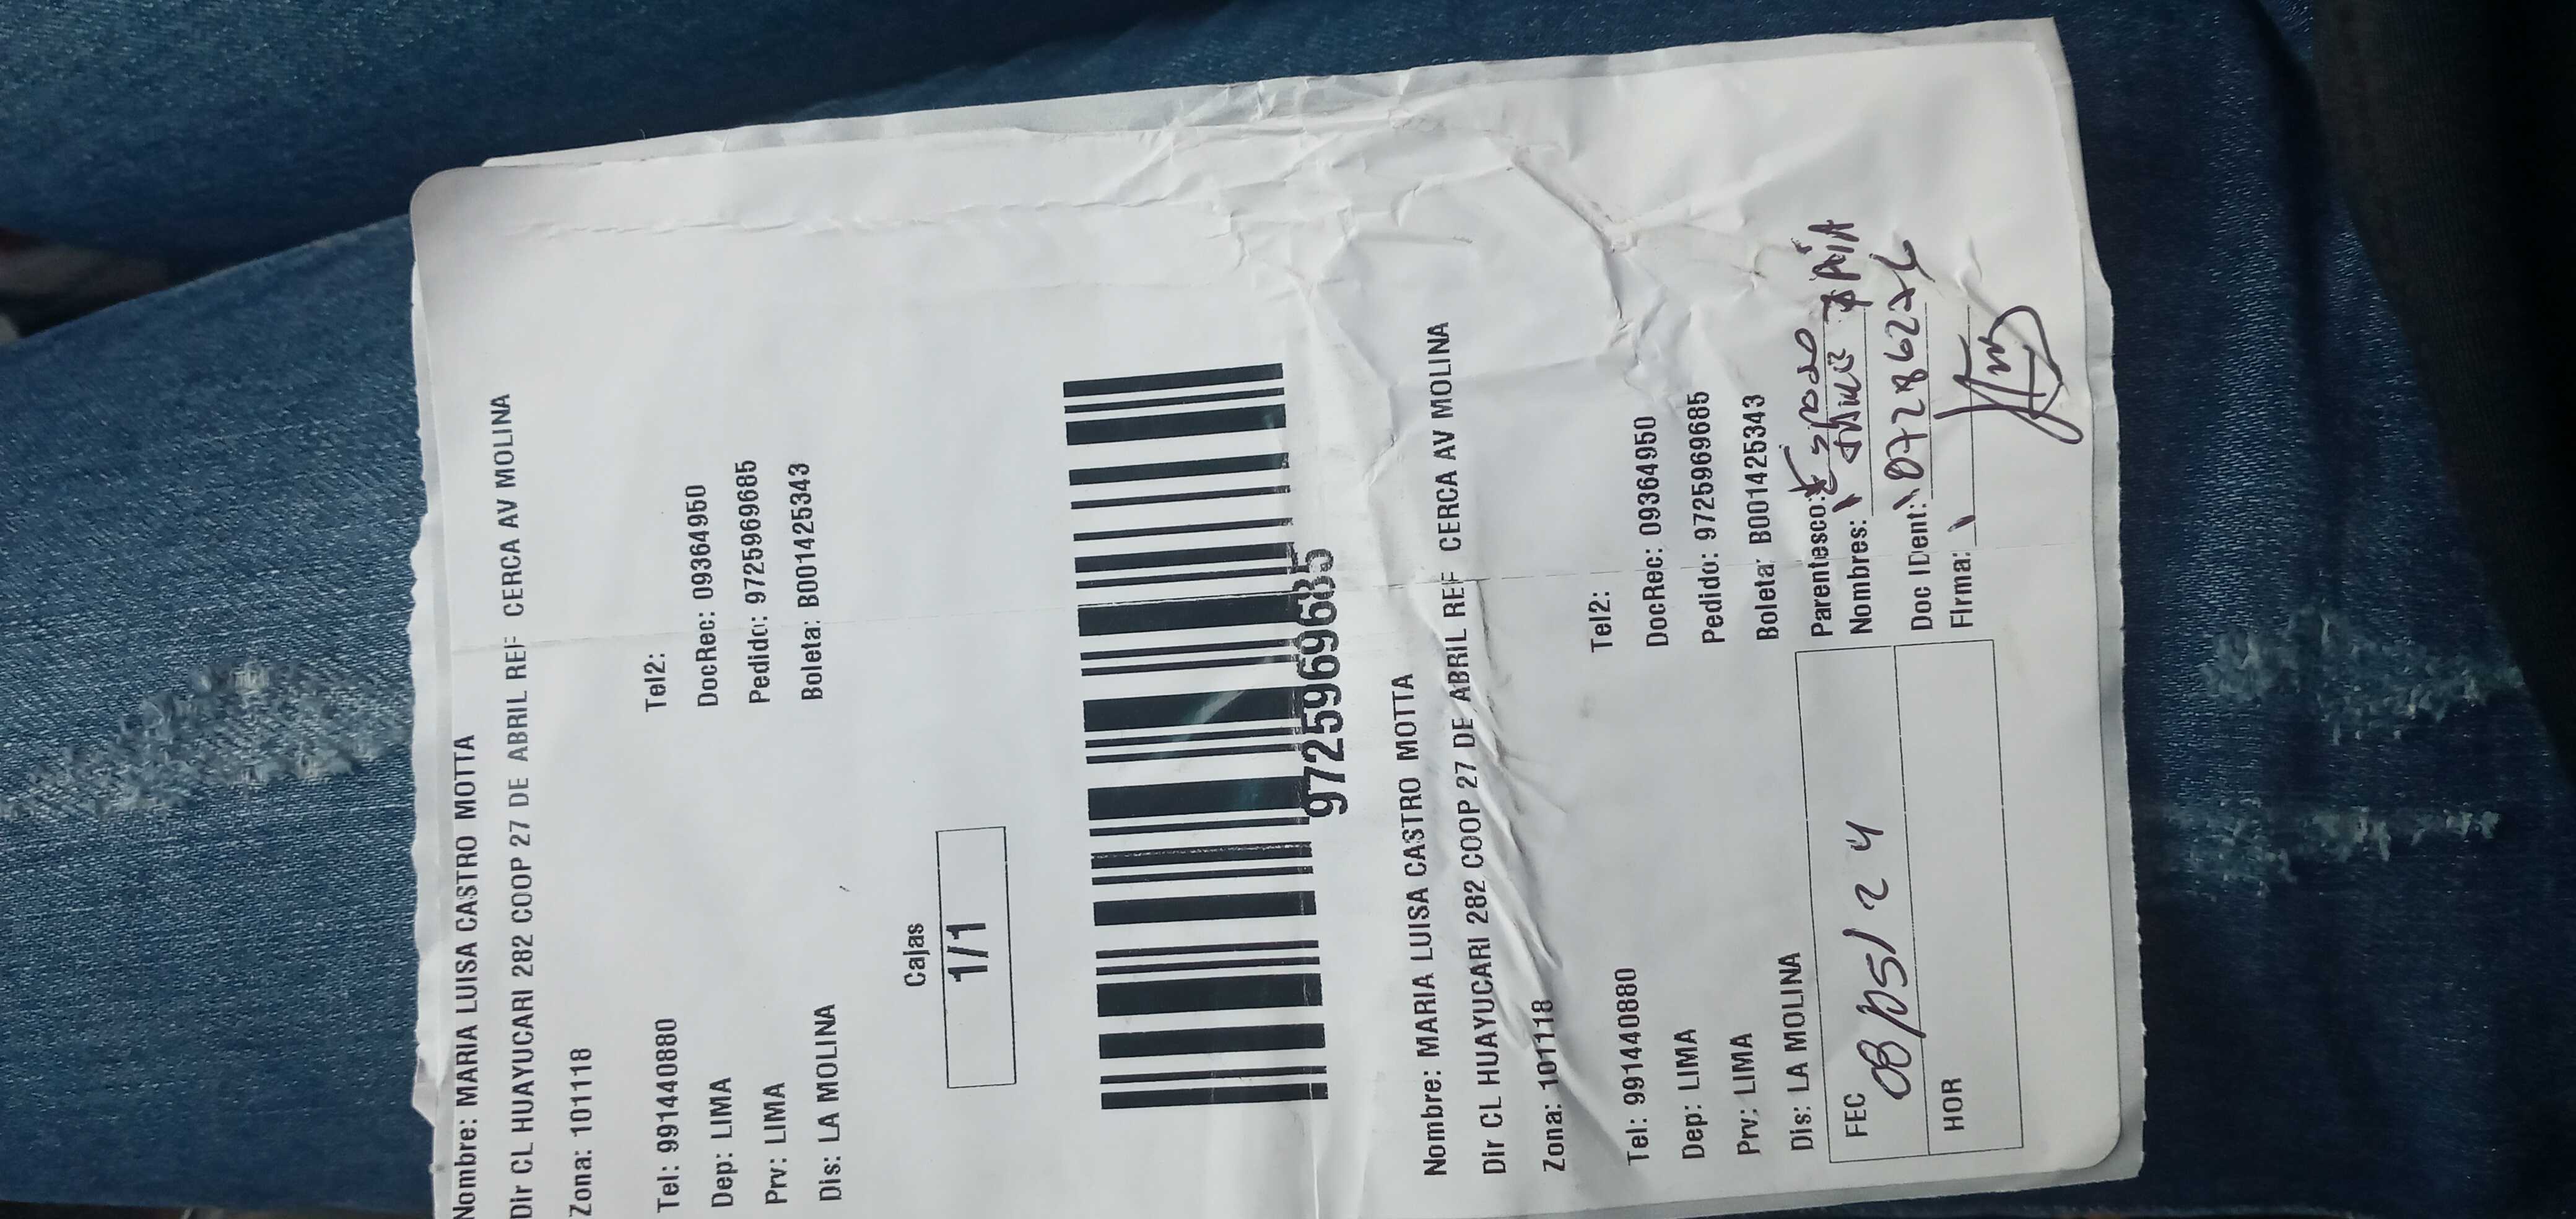 Nombre: MARIA LUISA CASTRO MOTTA
Dir CL HUAYUCARI 282 COOP 27 DE ABRIL REF CERCA AV MOLINA
Zona: 101118
Tel: 991440880 Tel2:
Dep: LIMA DocRec: 09364950
Prv: LIMA Pedido: 9725969685
Dis: LA MOLINA Boleta: B001425343
Cajas
1/1
9725969685
Nombre: MARIA LUISA CASTRO MOTTA
Dir CL HUAYUCARI 282 COOP 27 DE ABRIL REF CERCA AV MOLINA
Zona: 101118
Tel: 991440880 Tel2:
Dep: LIMA DocRec: 09364950
Prv: LIMA Pedido: 9725969685
Dis: LA MOLINA Boleta: B001425343
FEC 08/05/24 Parentesco: Esposo
Nombres: Jaime
HOR Doc IDent:
Firma: